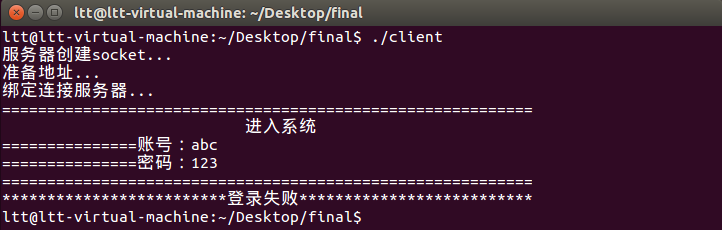 ltt@ltt-virtual-machine: ~/Desktop/final
ltt@ltt-virtual-machine:~/Desktop/final$ ./client
服务器创建socket...
准备地址...
绑定连接服务器...
===========================================================
进入系统
===============账号：abc
===============密码：123
===========================================================
*************************登录失败**************************
ltt@ltt-virtual-machine:~/Desktop/final$